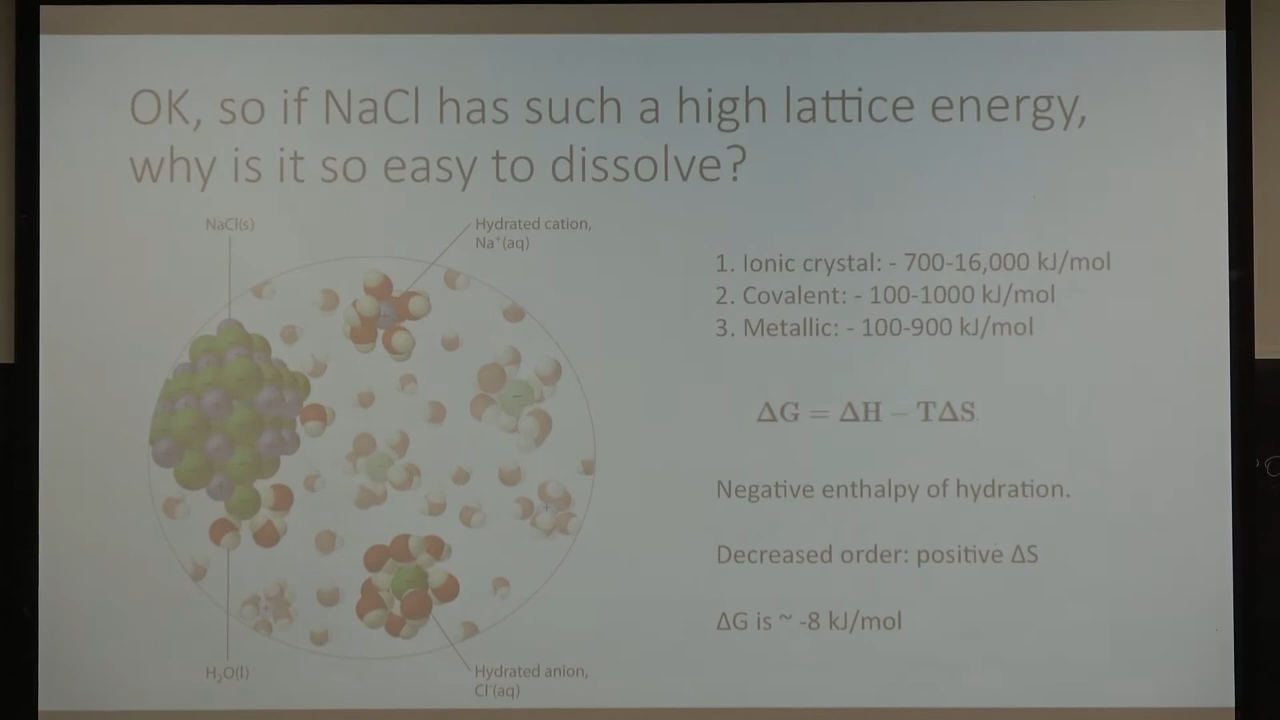 OK, so if NaCl has such a high lattice energy,
why is it so easy to dissolve?
NaCl(s)
Hydrated cation,
Na⁺(aq)
1. Ionic crystal: - 700-16,000 kJ/mol
2. Covalent: - 100-1000 kJ/mol
3. Metallic: - 100-900 kJ/mol
ΔG = ΔH − TΔS
Negative enthalpy of hydration.
Decreased order: positive ΔS
ΔG is ~ -8 kJ/mol
H₂O(l)
Hydrated anion,
Cl⁻(aq)